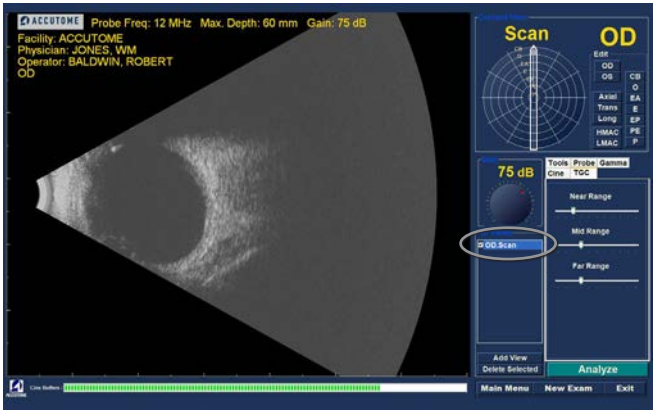 ACCUTOME Probe Freq: 12 MHz Max. Depth: 60 mm Gain: 75 dB
Facility: ACCUTOME
Physician: JONES, WM
Operator: BALDWIN, ROBERT
OD
Scan
OD
Edit
OD
OS
CB
O
Axial
EA
Trans
E
Long
EP
HMAC
PE
LMAC
P
75 dB
Tools Probe Gamma
Cine TGC
Near Range
Mid Range
Far Range
OD.Scan
Add View
Delete Selected
Analyze
ACCUTOME
Cine Buffers:
Main Menu New Exam Exit